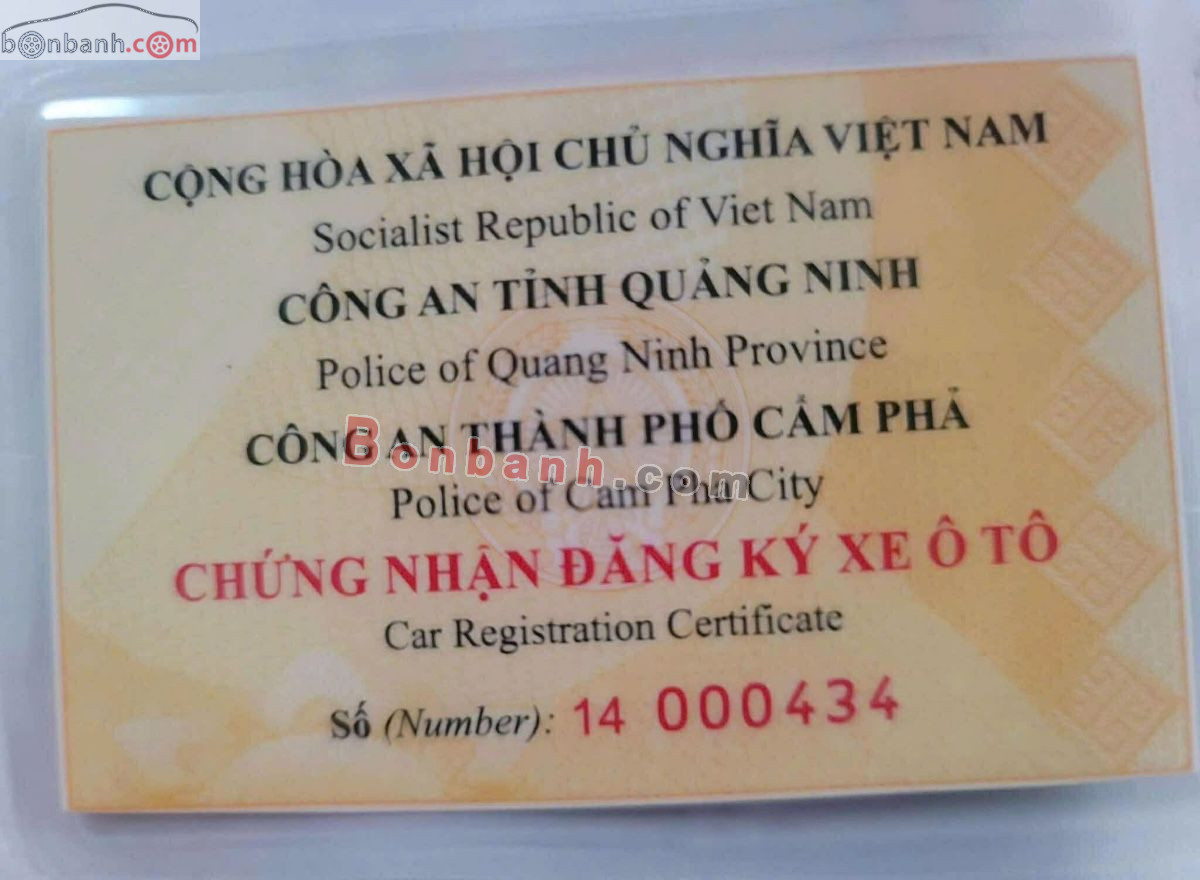 bonbanh.com
CỘNG HÒA XÃ HỘI CHỦ NGHĨA VIỆT NAM
Socialist Republic of Viet Nam
CÔNG AN TỈNH QUẢNG NINH
Police of Quang Ninh Province
CÔNG AN THÀNH PHỐ CẨM PHẢ
Bonbanh.com
Police of Cam Pha City
CHỨNG NHẬN ĐĂNG KÝ XE Ô TÔ
Car Registration Certificate
Số (Number): 14 000434